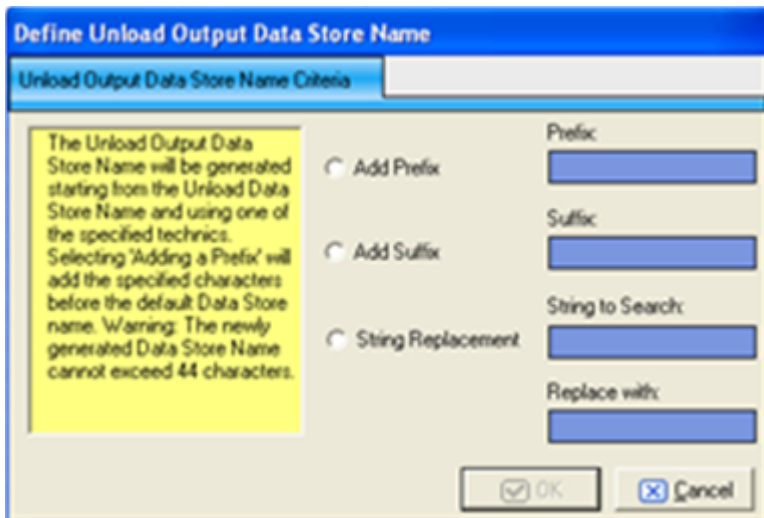 Define Unload Output Data Store Name
Unload Output Data Store Name Criteria
The Unload Output Data
Store Name will be generated
starting from the Unload Data
Store Name and using one of
the specified technics.
Selecting 'Adding a Prefix' will
add the specified characters
before the default Data Store
name. Warning: The newly
generated Data Store Name
cannot exceed 44 characters.
Add Prefix
Add Suffix
String Replacement
Prefix:
Suffix:
String to Search:
Replace with:
OK
Cancel